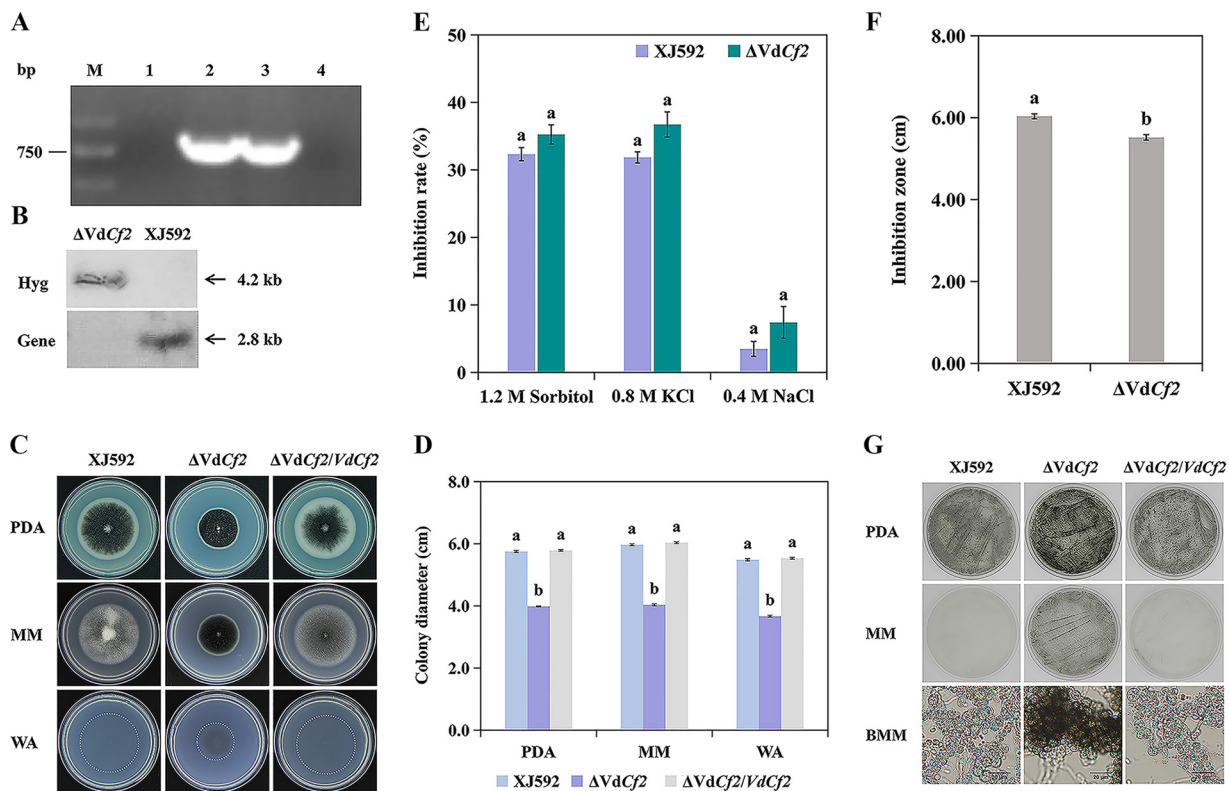 A
bp M 1 2 3 4
750
B
ΔVdCf2 XJ592
Hyg 4.2 kb
Gene 2.8 kb
C
XJ592 ΔVdCf2 ΔVdCf2/VdCf2
PDA
MM
WA
E
50
40
30
20
10
0
Inhibition rate (%)
XJ592 ΔVdCf2
a a a a a a
1.2 M Sorbitol 0.8 M KCl 0.4 M NaCl
D
8.0
6.0
4.0
2.0
0.0
Colony diameter (cm)
a b a a b a a b a
PDA MM WA
XJ592 ΔVdCf2 ΔVdCf2/VdCf2
F
8.00
6.00
4.00
2.00
0.00
Inhibition zone (cm)
a b
XJ592 ΔVdCf2
G
XJ592 ΔVdCf2 ΔVdCf2/VdCf2
PDA
MM
BMM
20 μm